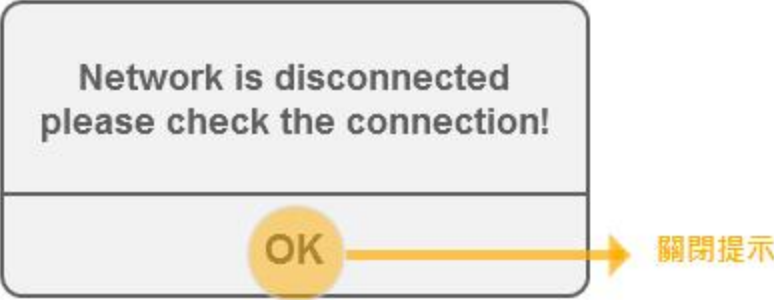 Network is disconnected
please check the connection!
OK
關閉提示